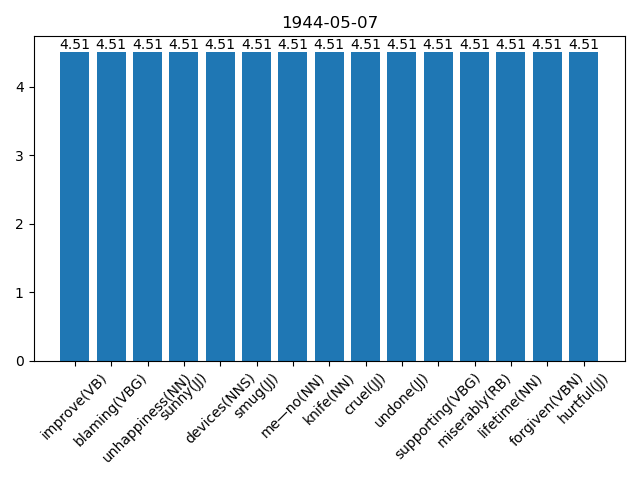 1944-05-07
4.51 4.51 4.51 4.51 4.51 4.51 4.51 4.51 4.51 4.51 4.51 4.51 4.51 4.51 4.51
4
3
2
1
0
improve(VB)
blaming(VBG)
unhappiness(NN)
sunny(JJ)
devices(NNS)
smug(JJ)
me—no(NN)
knife(NN)
cruel(JJ)
undone(JJ)
supporting(VBG)
miserably(RB)
lifetime(NN)
forgiven(VBN)
hurtful(JJ)